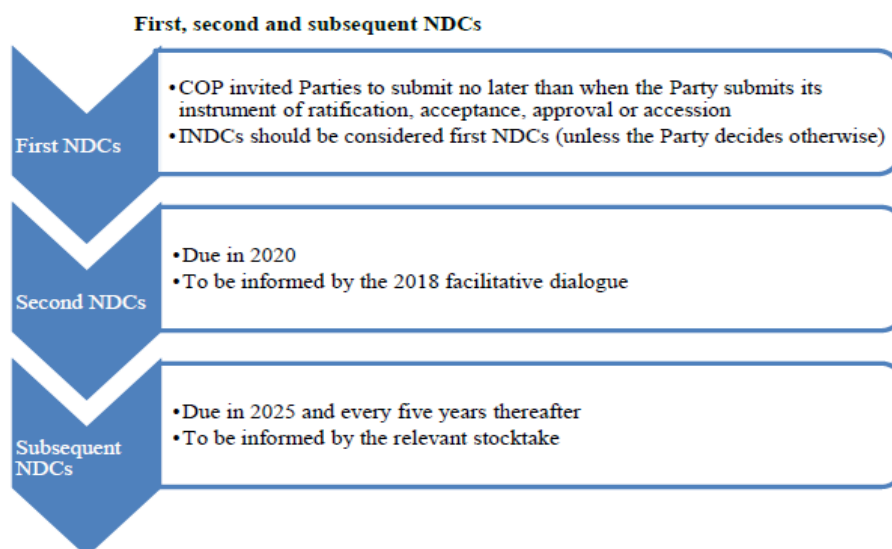 First, second and subsequent NDCs
First NDCs
•COP invited Parties to submit no later than when the Party submits its
instrument of ratification, acceptance, approval or accession
•INDCs should be considered first NDCs (unless the Party decides otherwise)
Second NDCs
•Due in 2020
•To be informed by the 2018 facilitative dialogue
Subsequent
NDCs
•Due in 2025 and every five years thereafter
•To be informed by the relevant stocktake